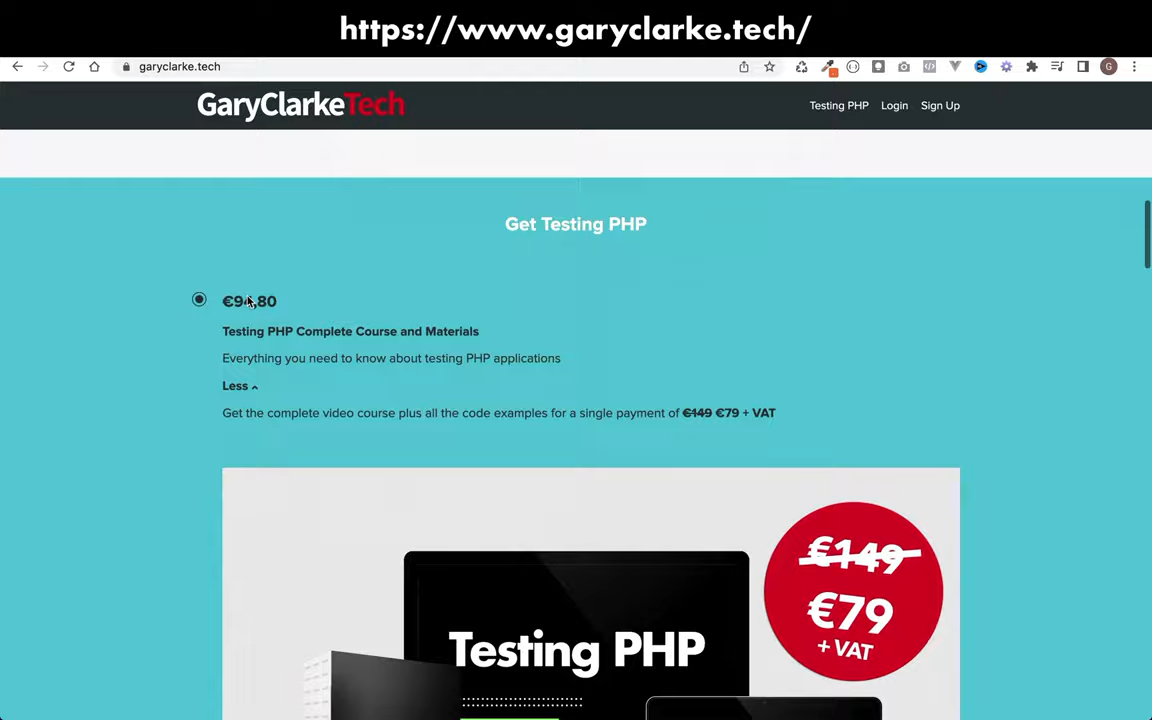 https://www.garyclarke.tech/
garyclarke.tech
G
GaryClarkeTech
Testing PHP Login Sign Up
Get Testing PHP
€94.80
Testing PHP Complete Course and Materials
Everything you need to know about testing PHP applications
Less
Get the complete video course plus all the code examples for a single payment of €149 €79 + VAT
€149
€79
+ VAT
Testing PHP